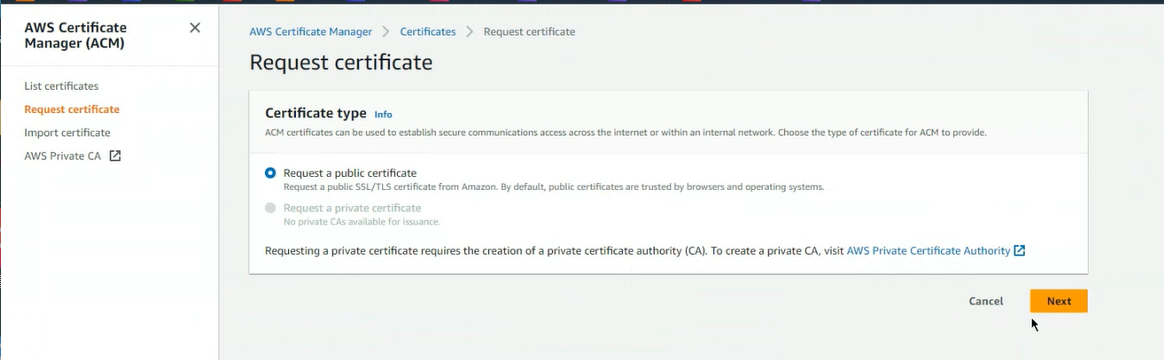 AWS Certificate
Manager (ACM)
List certificates
Request certificate
Import certificate
AWS Private CA
AWS Certificate Manager > Certificates > Request certificate
Request certificate
Certificate type Info
ACM certificates can be used to establish secure communications access across the internet or within an internal network. Choose the type of certificate for ACM to provide.
Request a public certificate
Request a public SSL/TLS certificate from Amazon. By default, public certificates are trusted by browsers and operating systems.
Request a private certificate
No private CAs available for issuance.
Requesting a private certificate requires the creation of a private certificate authority (CA). To create a private CA, visit AWS Private Certificate Authority
Cancel Next